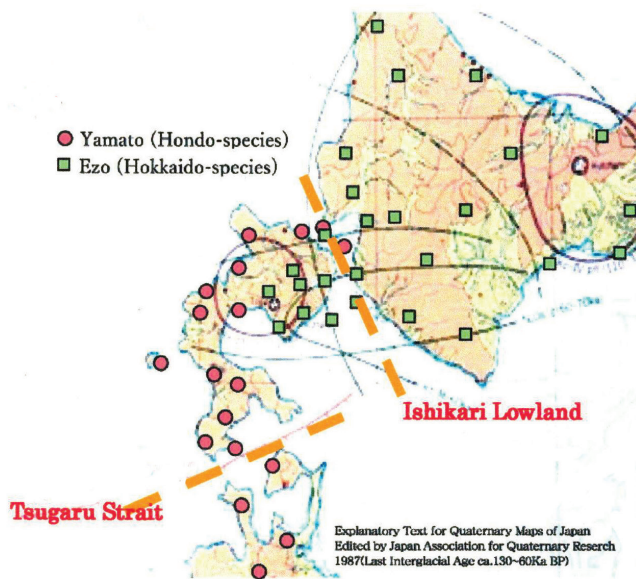 Yamato (Hondo-species)
Ezo (Hokkaido-species)
Ishikari Lowland
Tsugaru Strait
Explanatory Text for Quaternary Maps of Japan
Edited by Japan Association for Quaternary Reserch
1987(Last Interglacial Age ca.130~60Ka BP)